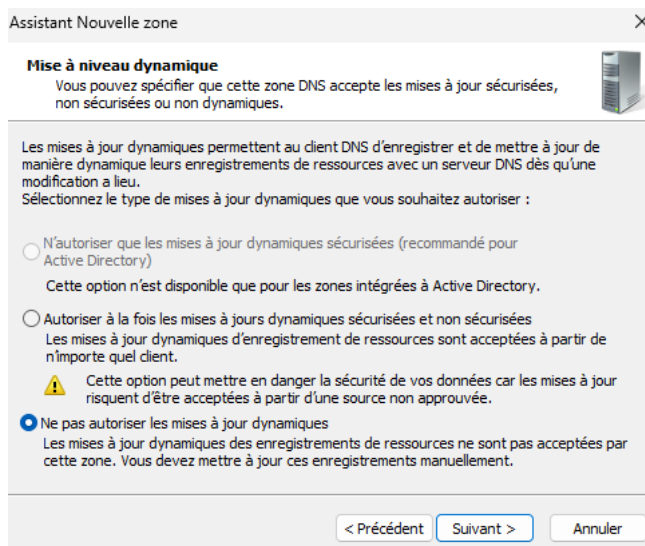 Assistant Nouvelle zone
Mise à niveau dynamique
Vous pouvez spécifier que cette zone DNS accepte les mises à jour sécurisées,
non sécurisées ou non dynamiques.
Les mises à jour dynamiques permettent au client DNS d'enregistrer et de mettre à jour de
manière dynamique leurs enregistrements de ressources avec un serveur DNS dès qu'une
modification a lieu.
Sélectionnez le type de mises à jour dynamiques que vous souhaitez autoriser :
N'autoriser que les mises à jour dynamiques sécurisées (recommandé pour
Active Directory)
Cette option n'est disponible que pour les zones intégrées à Active Directory.
Autoriser à la fois les mises à jours dynamiques sécurisées et non sécurisées
Les mises à jour dynamiques d'enregistrement de ressources sont acceptées à partir de
n'importe quel client.
Cette option peut mettre en danger la sécurité de vos données car les mises à jour
risquent d'être acceptées à partir d'une source non approuvée.
Ne pas autoriser les mises à jour dynamiques
Les mises à jour dynamiques des enregistrements de ressources ne sont pas acceptées par
cette zone. Vous devez mettre à jour ces enregistrements manuellement.
< Précédent Suivant > Annuler